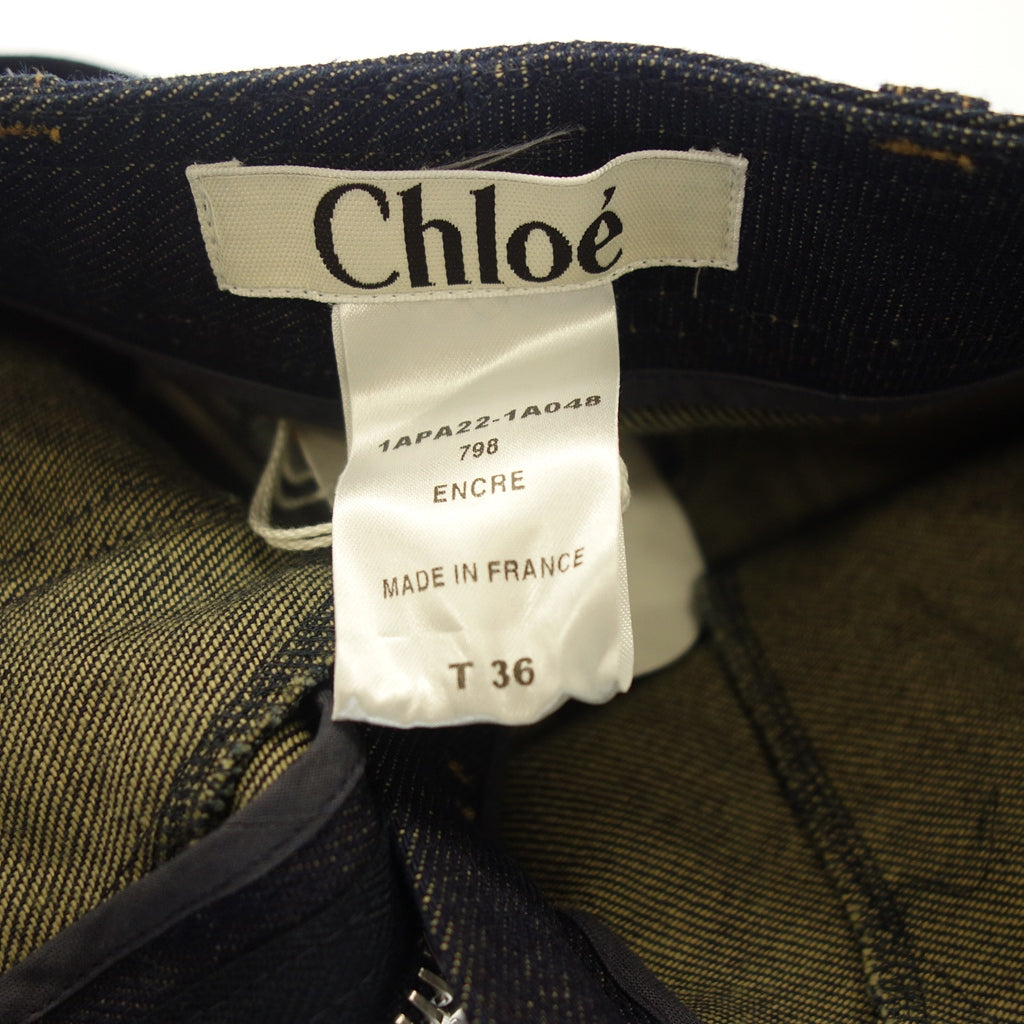 Chloé
1APA22-1A048
798
ENCRE
MADE IN FRANCE
T 36